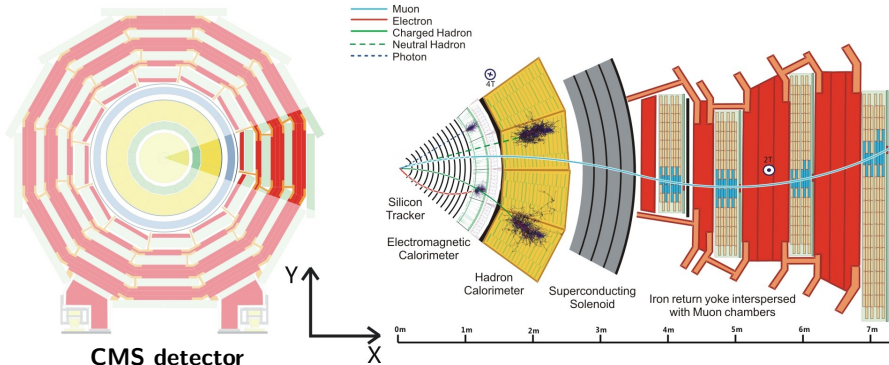 Muon
Electron
Charged Hadron
Neutral Hadron
Photon
4T
2T
Silicon
Tracker
Electromagnetic
Calorimeter
Hadron
Calorimeter
Superconducting
Solenoid
Iron return yoke interspersed
with Muon chambers
Y
X
0m 1m 2m 3m 4m 5m 6m 7m
CMS detector